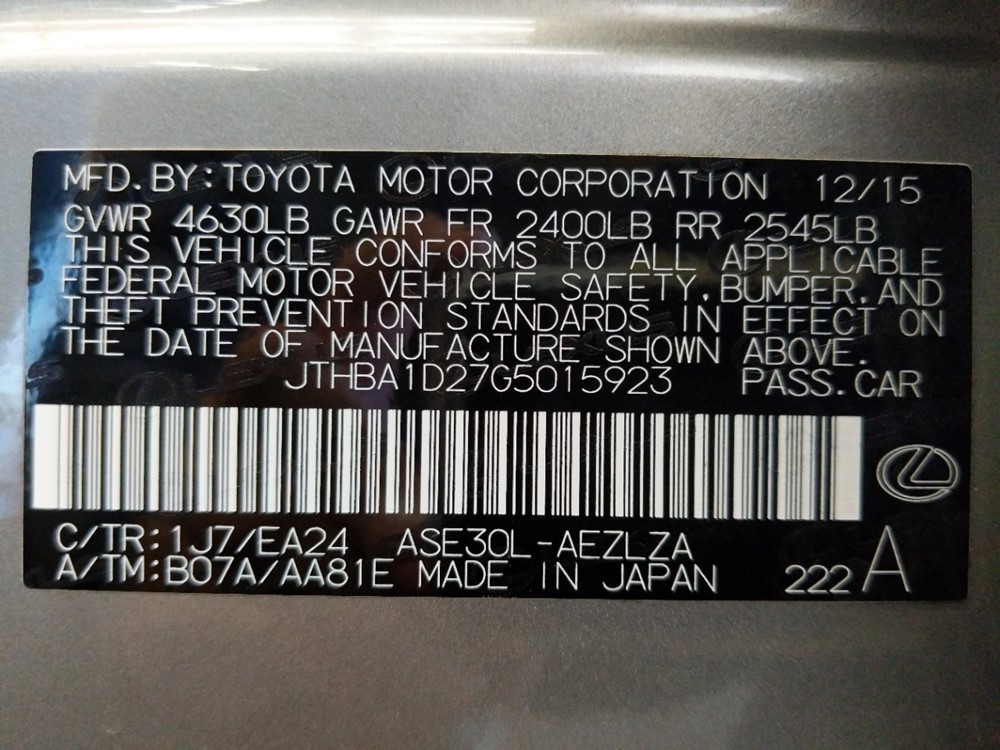 MFD.BY:TOYOTA MOTOR CORPORATION 12/15
GVWR 4630LB GAWR FR 2400LB RR 2545LB
THIS VEHICLE CONFORMS TO ALL APPLICABLE
FEDERAL MOTOR VEHICLE SAFETY,BUMPER,AND
THEFT PREVENTION STANDARDS IN EFFECT ON
THE DATE OF MANUFACTURE SHOWN ABOVE.
JTHBA1D27G5015923 PASS.CAR
C/TR:1J7/EA24 ASE30L-AEZLZA
A/TM:B07A/AA81E MADE IN JAPAN 222 A